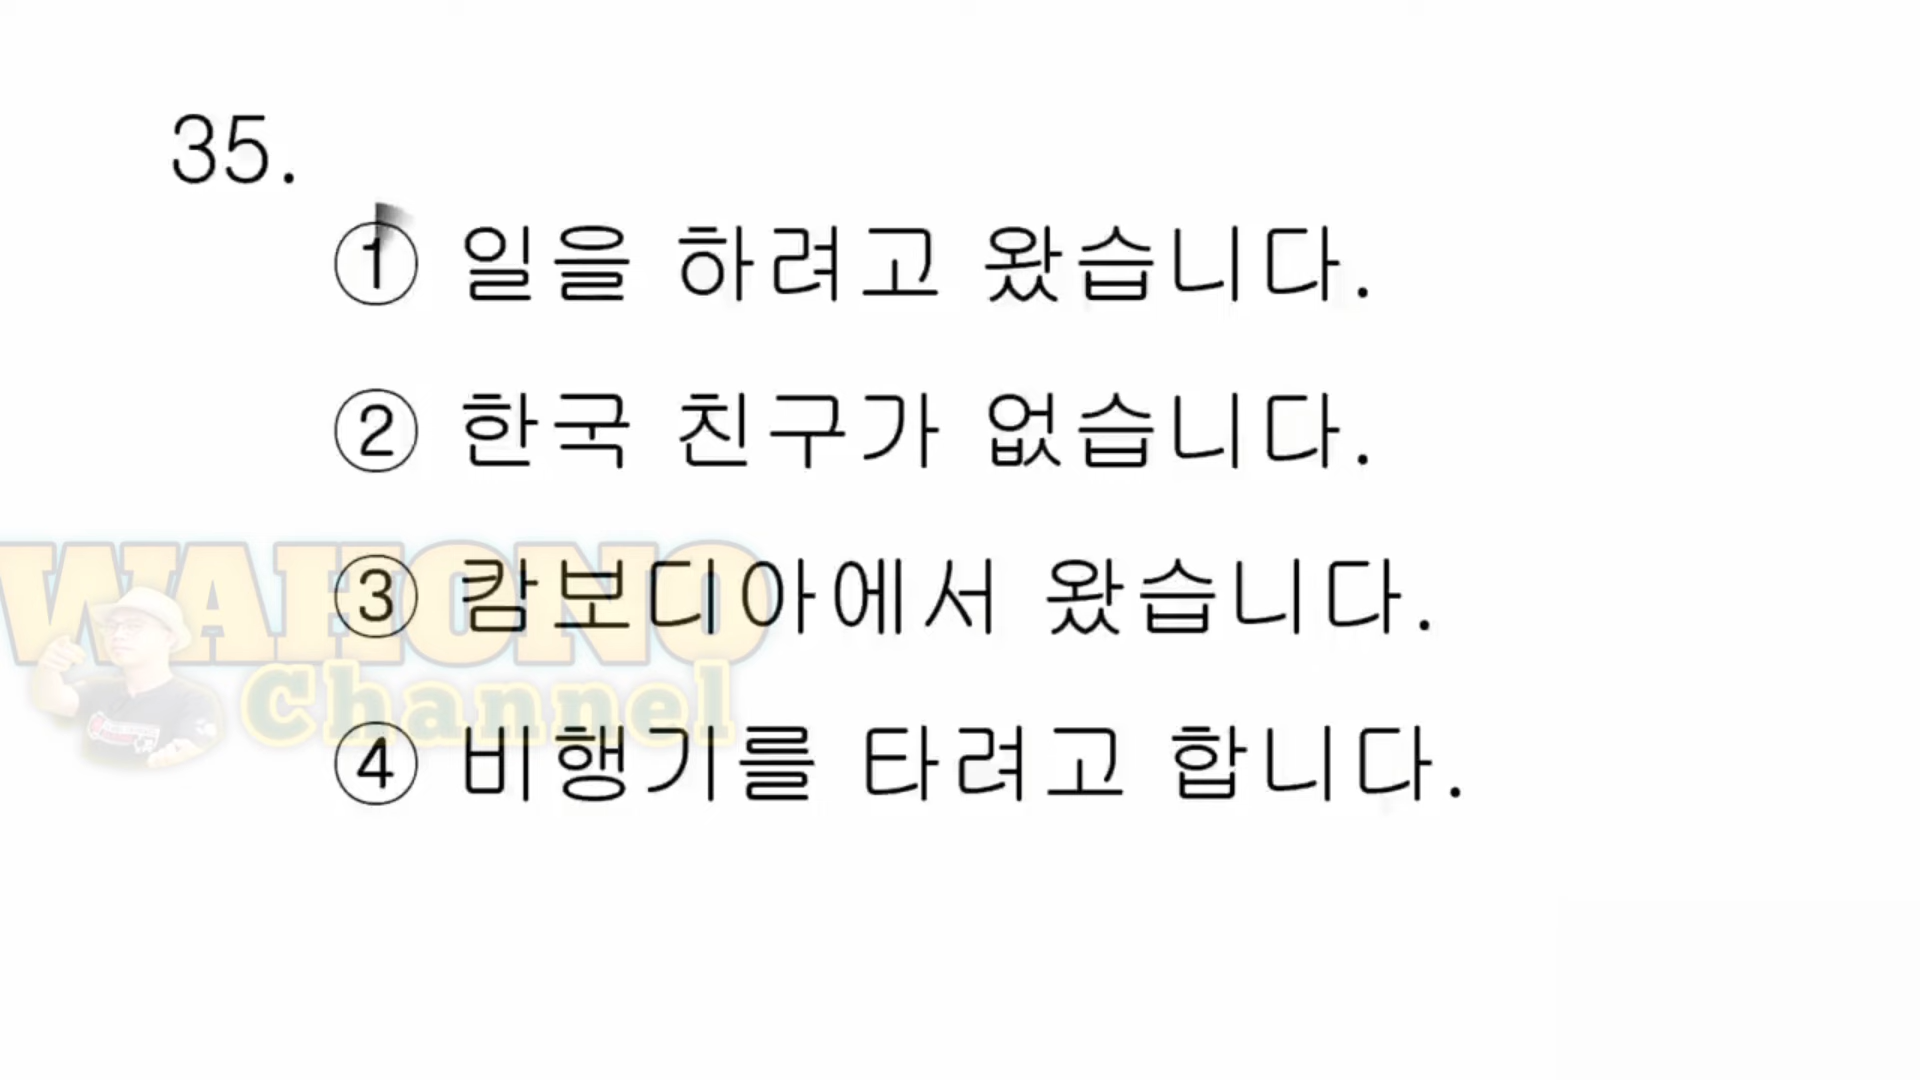 35.
① 일을 하려고 왔습니다.
② 한국 친구가 없습니다.
③ 캄보디아에서 왔습니다.
④ 비행기를 타려고 합니다.
WAHONO
Channel